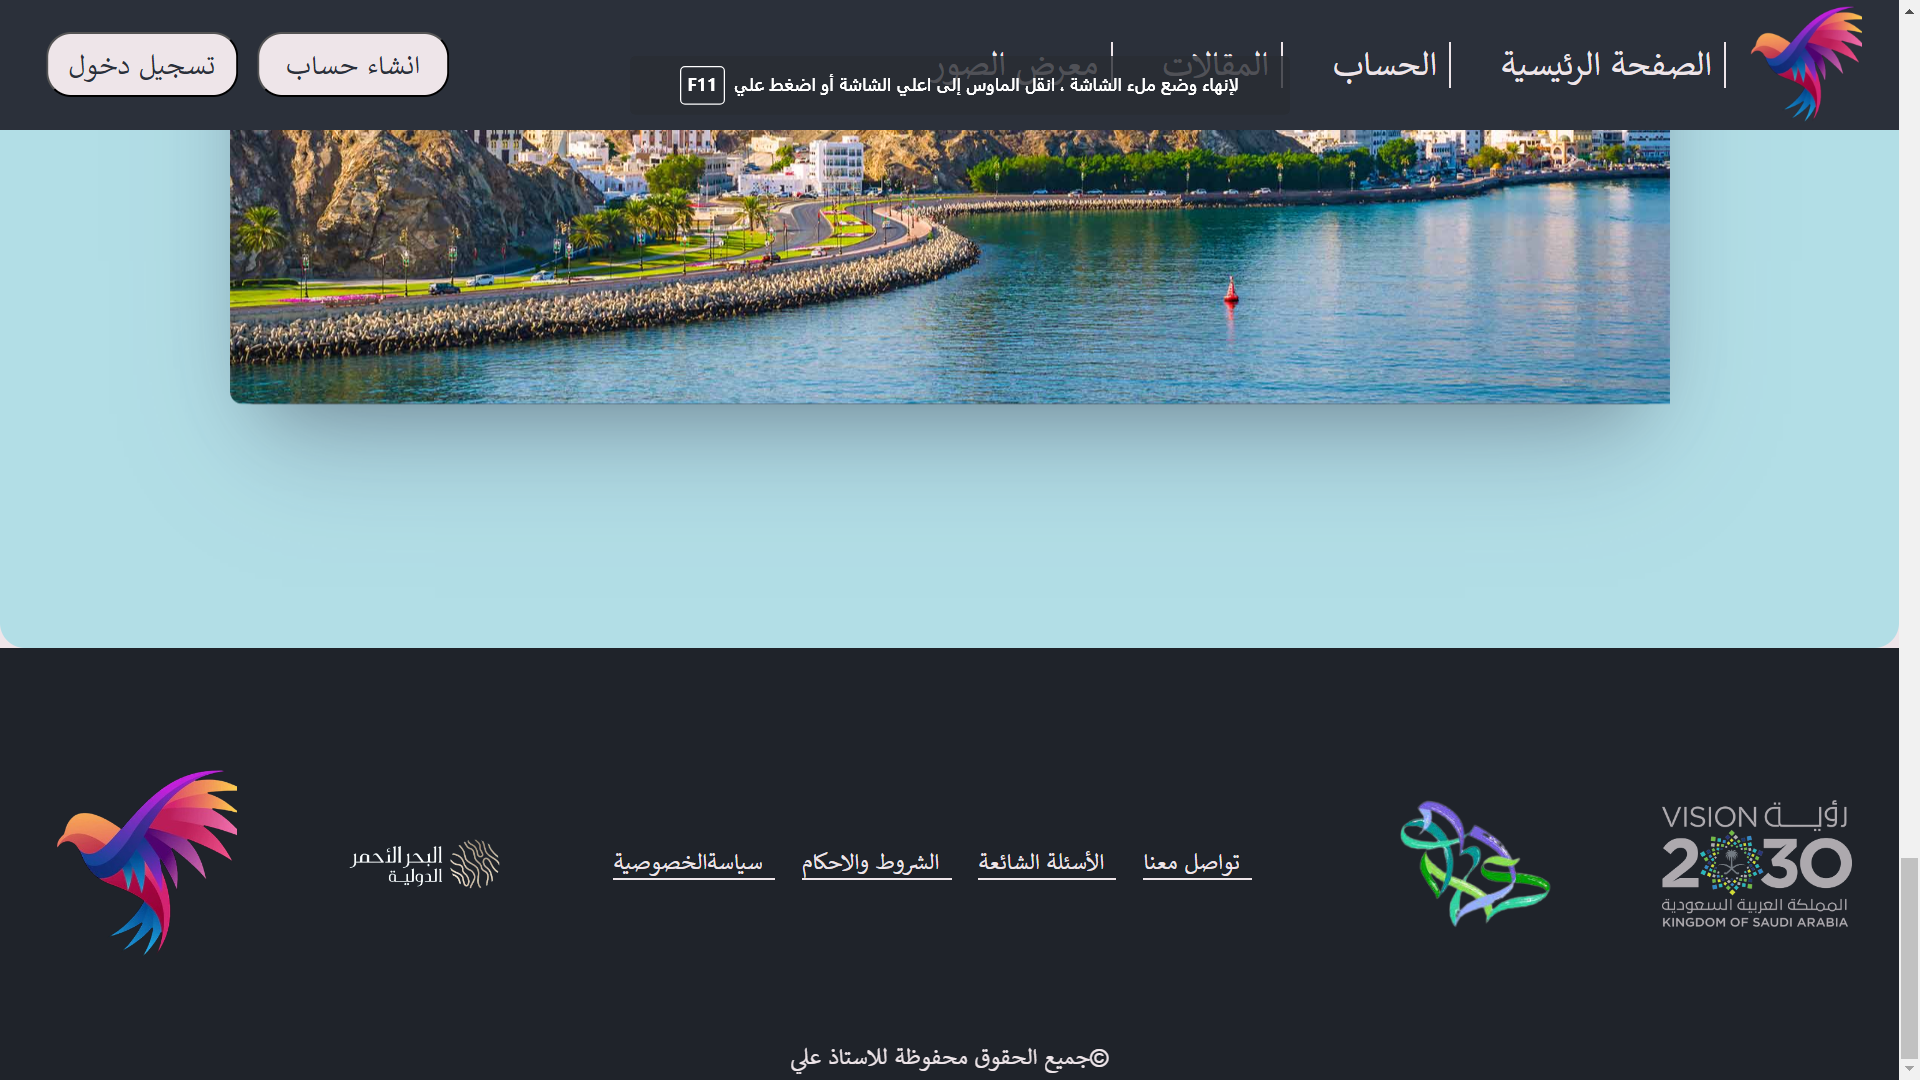 الصفحة الرئيسية
الحساب
المقالات
معرض الصور
انشاء حساب
تسجيل دخول
لإنهاء وضع ملء الشاشة ، انقل الماوس إلى اعلي الشاشة أو اضغط علي F11
VISION رؤيــة
2030
المملكة العربية السعودية
KINGDOM OF SAUDI ARABIA
تواصل معنا
الأسئلة الشائعة
الشروط والاحكام
سياسةالخصوصية
البحر الأحمر
الدوليـة
©جميع الحقوق محفوظة للاستاذ علي